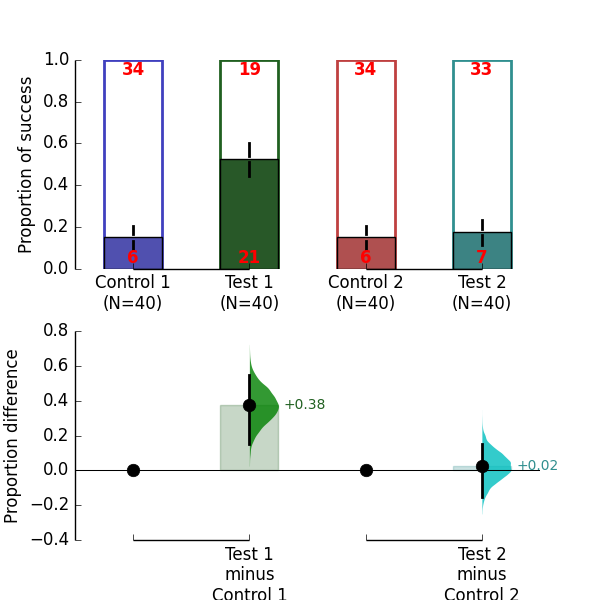 Proportion of success
1.0
0.8
0.6
0.4
0.2
0.0
34
19
34
33
6
21
6
7
Control 1
(N=40)
Test 1
(N=40)
Control 2
(N=40)
Test 2
(N=40)
Proportion difference
0.8
0.6
0.4
0.2
0.0
−0.2
−0.4
+0.38
+0.02
Test 1
minus
Control 1
Test 2
minus
Control 2